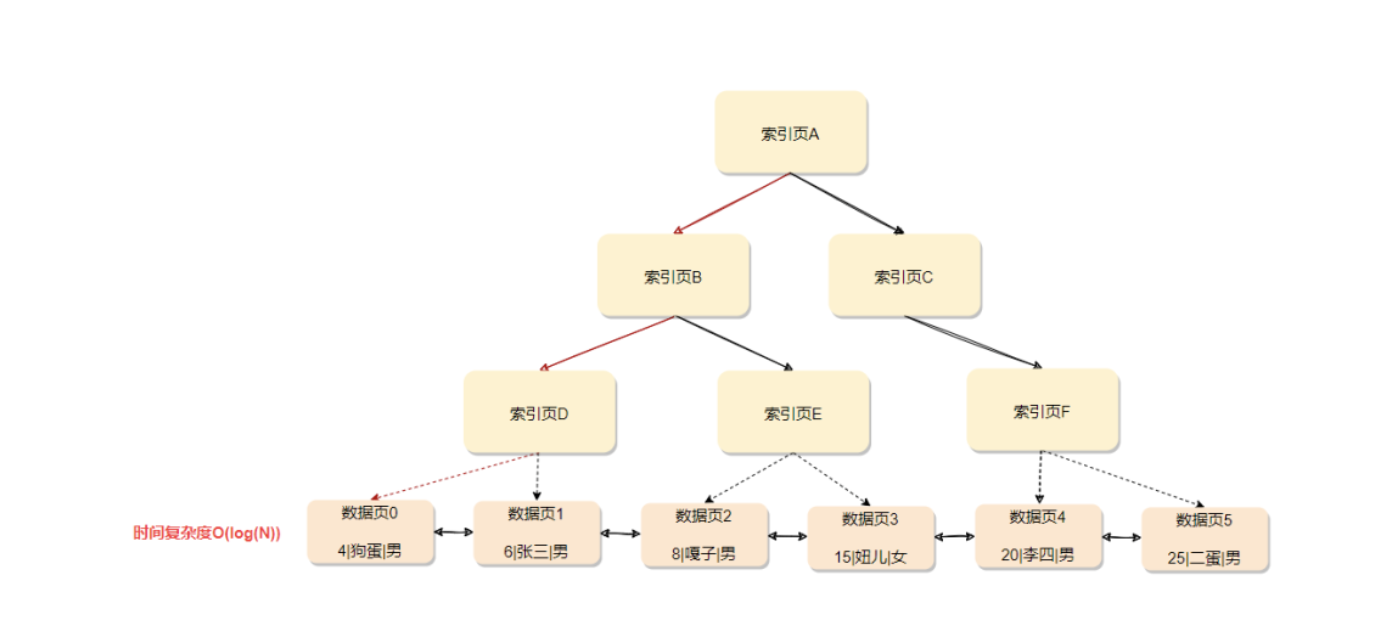 索引页A
索引页B
索引页C
索引页D
索引页E
索引页F
时间复杂度O(log(N))
数据页0
4|狗蛋|男
数据页1
6|张三|男
数据页2
8|嘎子|男
数据页3
15|妞儿|女
数据页4
20|李四|男
数据页5
25|二蛋|男